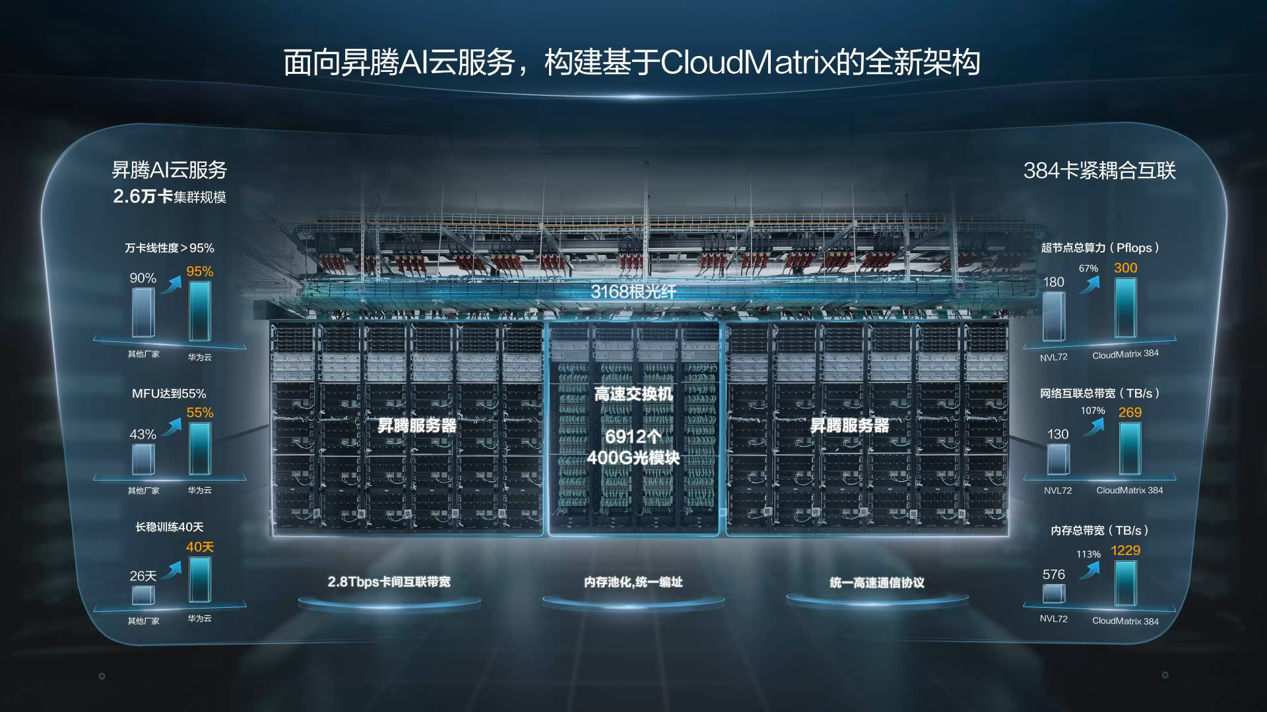 面向昇腾AI云服务，构建基于CloudMatrix的全新架构
昇腾AI云服务
2.6万卡集群规模
万卡线性度>95%
90%
95%
其他厂家
华为云
MFU达到55%
43%
55%
其他厂家
华为云
长稳训练40天
26天
40天
其他厂家
华为云
3168根光纤
昇腾服务器
高速交换机
6912个
400G光模块
昇腾服务器
2.8Tbps卡间互联带宽
内存池化,统一编址
统一高速通信协议
384卡紧耦合互联
超节点总算力（Pflops）
180
67%
300
NVL72
CloudMatrix 384
网络互联总带宽（TB/s）
130
107%
269
NVL72
CloudMatrix 384
内存总带宽（TB/s）
576
113%
1229
NVL72
CloudMatrix 384